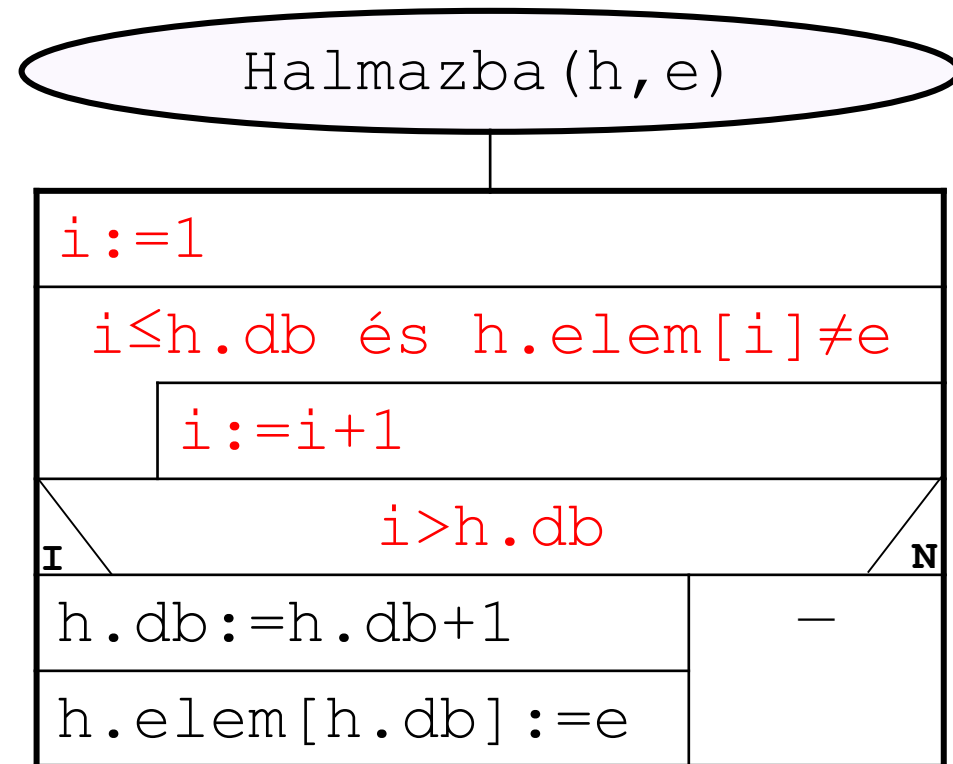 Halmazba(h,e)
i:=1
i≤h.db és h.elem[i]≠e
i:=i+1
i>h.db
I
N
h.db:=h.db+1
–
h.elem[h.db]:=e